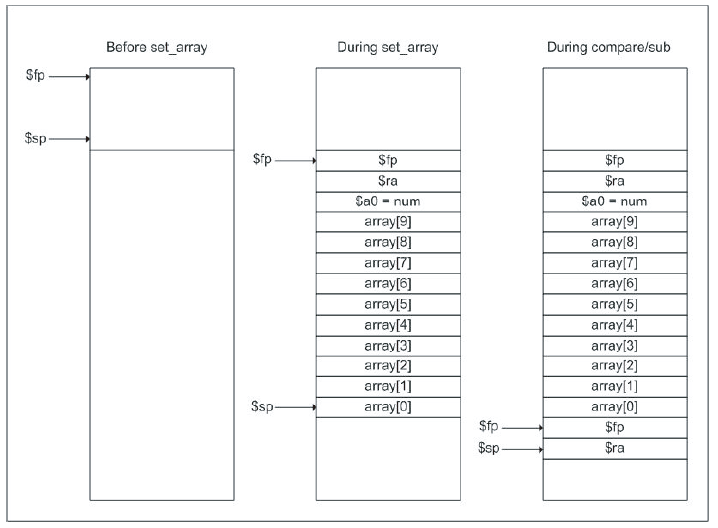 Before set_array During set_array During compare/sub
$fp
$sp
$fp $fp $fp
$ra $ra
$a0 = num $a0 = num
array[9] array[9]
array[8] array[8]
array[7] array[7]
array[6] array[6]
array[5] array[5]
array[4] array[4]
array[3] array[3]
array[2] array[2]
array[1] array[1]
$sp array[0] array[0]
$fp $fp
$sp $ra